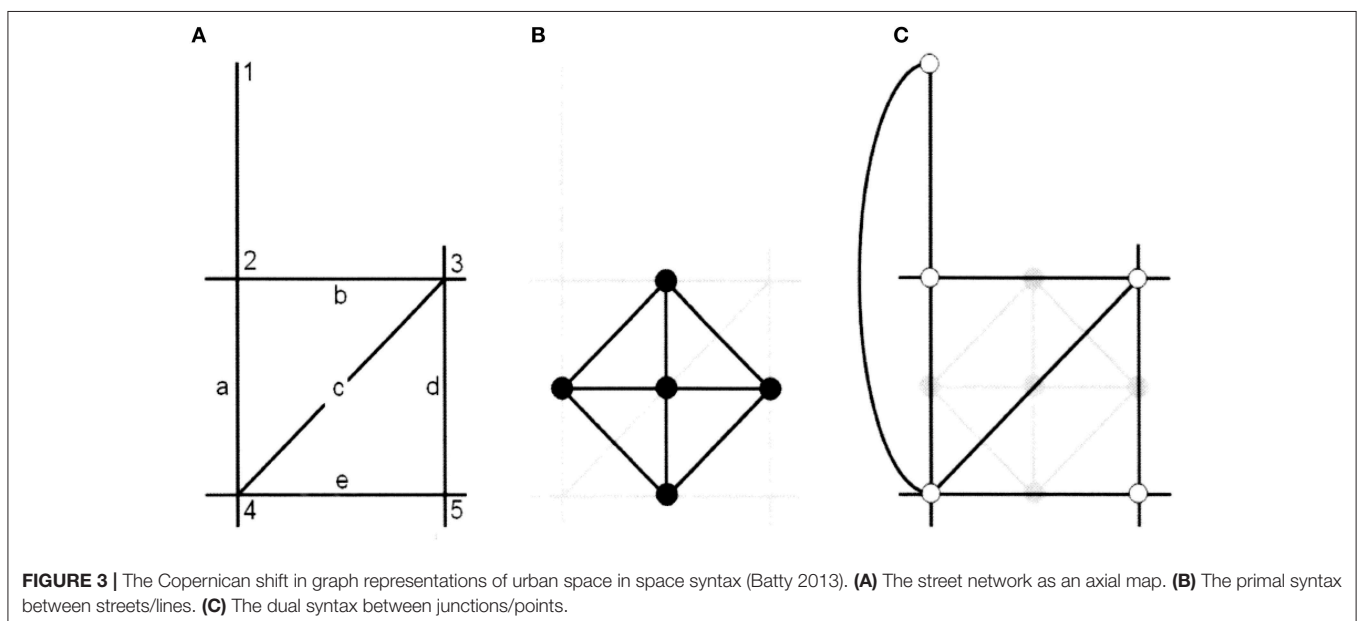 A
B
C
1
2
3
b
a
c
d
e
4
5
FIGURE 3 | The Copernican shift in graph representations of urban space in space syntax (Batty 2013). (A) The street network as an axial map. (B) The primal syntax
between streets/lines. (C) The dual syntax between junctions/points.